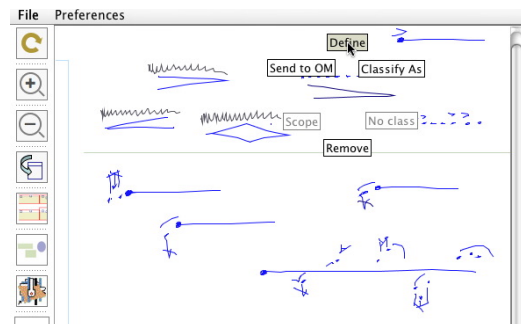 File Preferences
Define
Send to OM Classify As
Scope No class
Remove